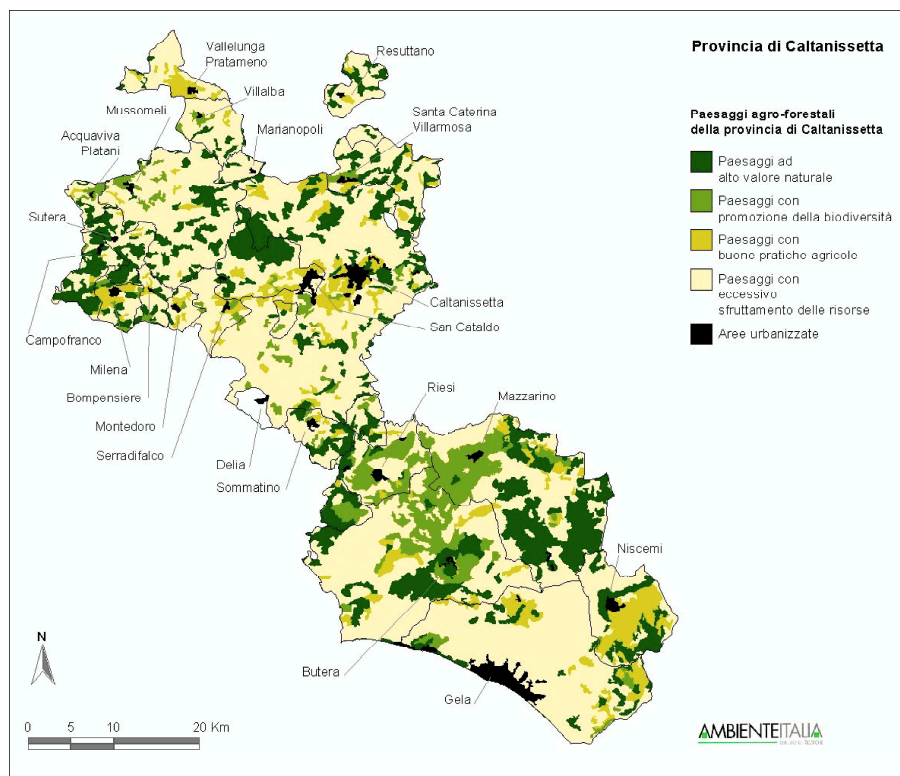 Provincia di Caltanissetta
Paesaggi agro-forestali
della provincia di Caltanissetta
Paesaggi ad
alto valore naturale
Paesaggi con
promozione della biodiversità
Paesaggi con
buone pratiche agricole
Paesaggi con
eccessivo
sfruttamento delle risorse
Aree urbanizzate
Vallelunga
Pratameno
Resuttano
Villalba
Mussomeli
Santa Caterina
Villarmosa
Marianopoli
Acquaviva
Platani
Sutera
Caltanissetta
San Cataldo
Campofranco
Milena
Bompensiere
Montedoro
Serradifalco
Delia
Sommatino
Riesi
Mazzarino
Niscemi
Butera
Gela
N
0 5 10 20 Km
AMBIENTEITALIA